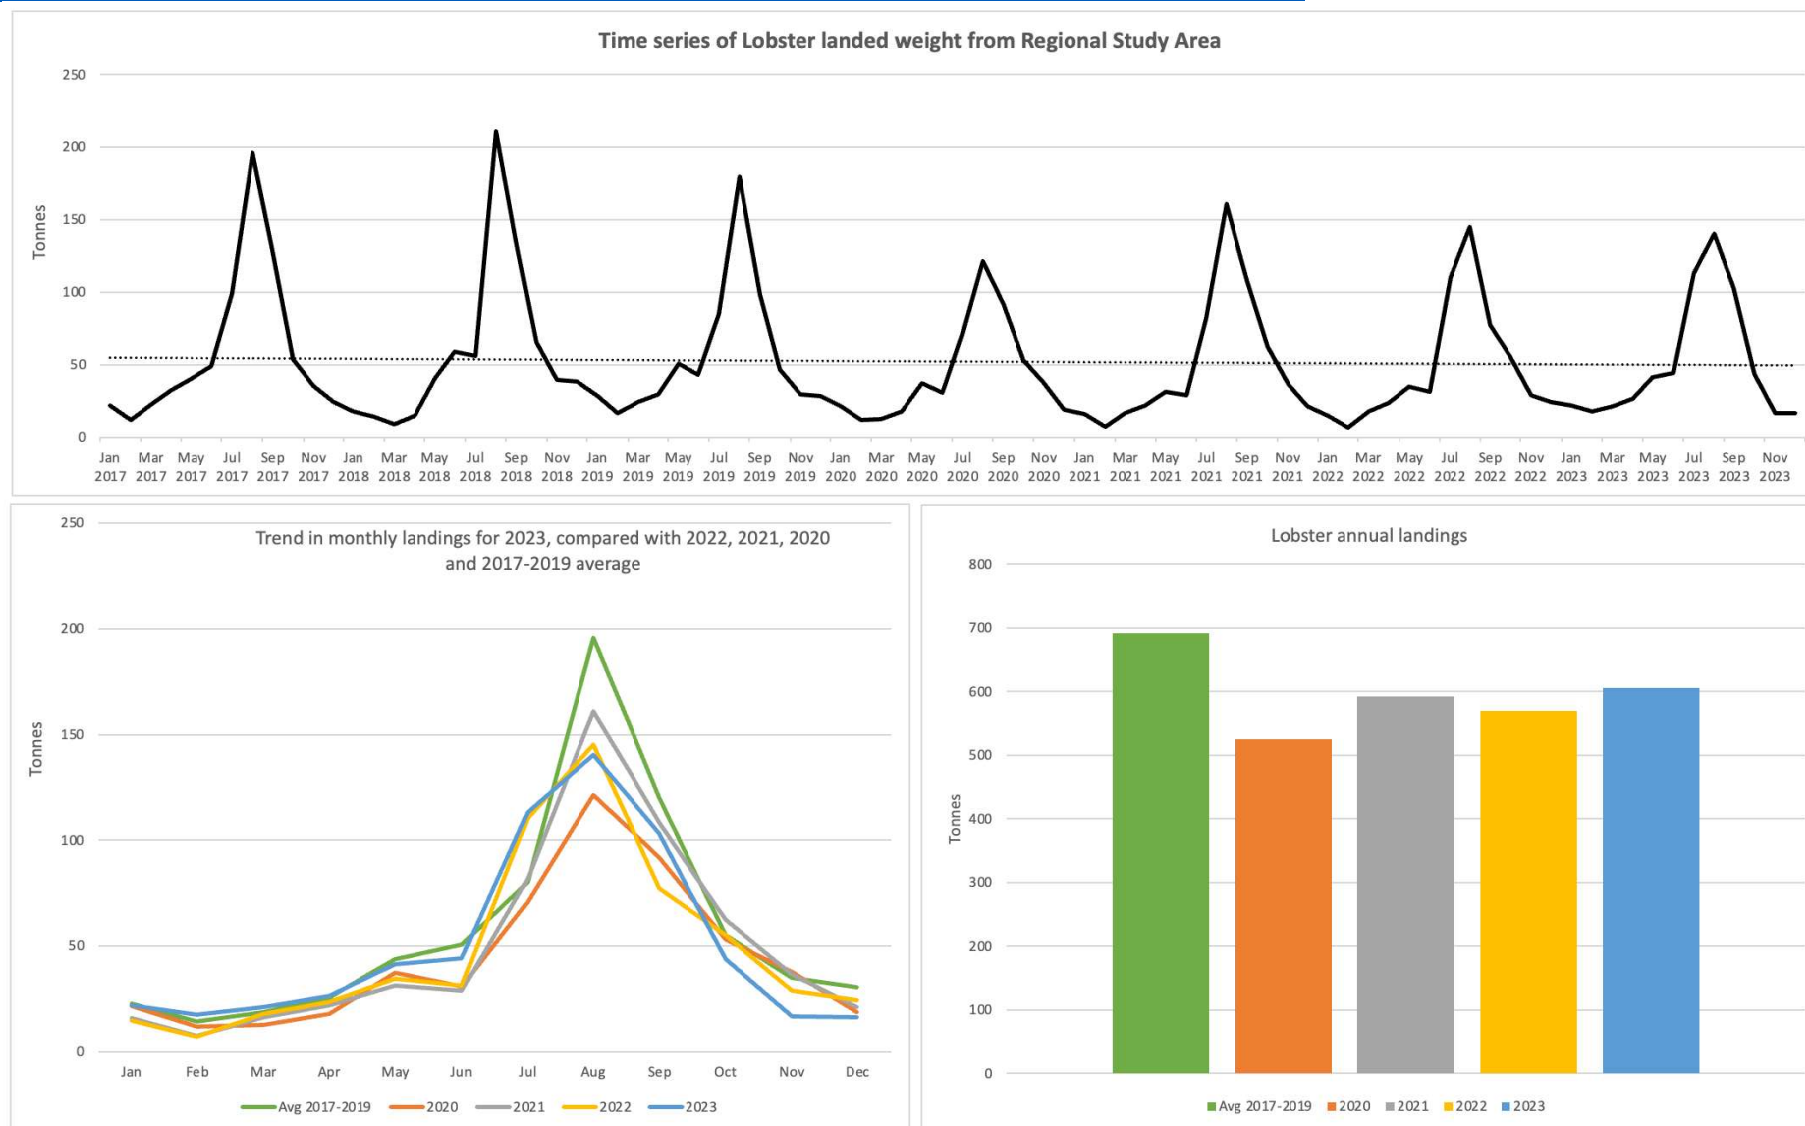 Time series of Lobster landed weight from Regional Study Area
250
200
150
100
50
0
Tonnes
Jan Mar May Jul Sep Nov Jan Mar May Jul Sep Nov Jan Mar May Jul Sep Nov Jan Mar May Jul Sep Nov Jan Mar May Jul Sep Nov Jan Mar May Jul Sep Nov Jan Mar May Jul Sep Nov
2017 2017 2017 2017 2017 2017 2018 2018 2018 2018 2018 2018 2019 2019 2019 2019 2019 2019 2020 2020 2020 2020 2020 2020 2021 2021 2021 2021 2021 2021 2022 2022 2022 2022 2022 2022 2023 2023 2023 2023 2023 2023
Trend in monthly landings for 2023, compared with 2022, 2021, 2020
and 2017-2019 average
250
200
150
100
50
0
Tonnes
Jan Feb Mar Apr May Jun Jul Aug Sep Oct Nov Dec
Avg 2017-2019 2020 2021 2022 2023
Lobster annual landings
800
700
600
500
400
300
200
100
0
Tonnes
Avg 2017-2019 2020 2021 2022 2023